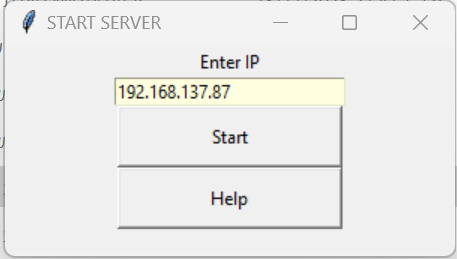 START SERVER
Enter IP
192.168.137.87
Start
Help